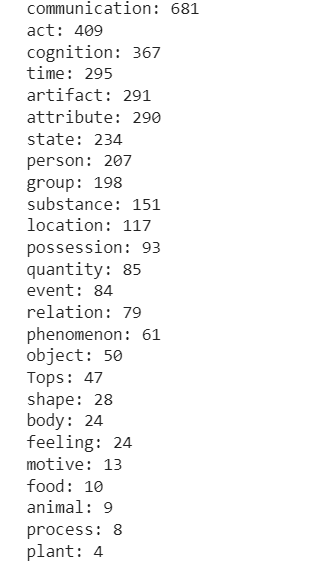 communication: 681
act: 409
cognition: 367
time: 295
artifact: 291
attribute: 290
state: 234
person: 207
group: 198
substance: 151
location: 117
possession: 93
quantity: 85
event: 84
relation: 79
phenomenon: 61
object: 50
Tops: 47
shape: 28
body: 24
feeling: 24
motive: 13
food: 10
animal: 9
process: 8
plant: 4